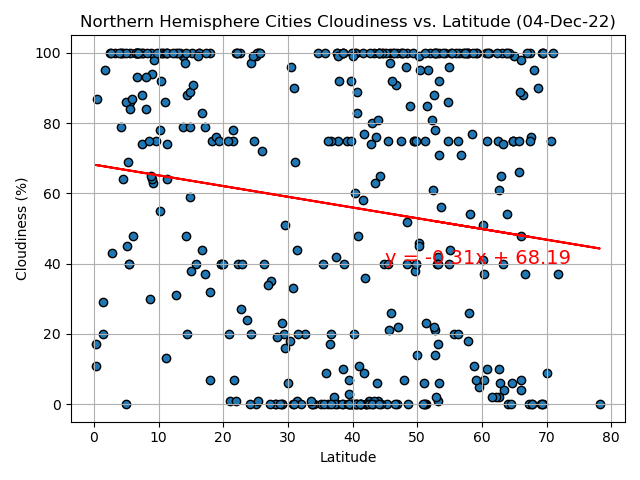 Northern Hemisphere Cities Cloudiness vs. Latitude (04-Dec-22)
100
80
60
40
20
0
Cloudiness (%)
y = -0.31x + 68.19
0 10 20 30 40 50 60 70 80
Latitude